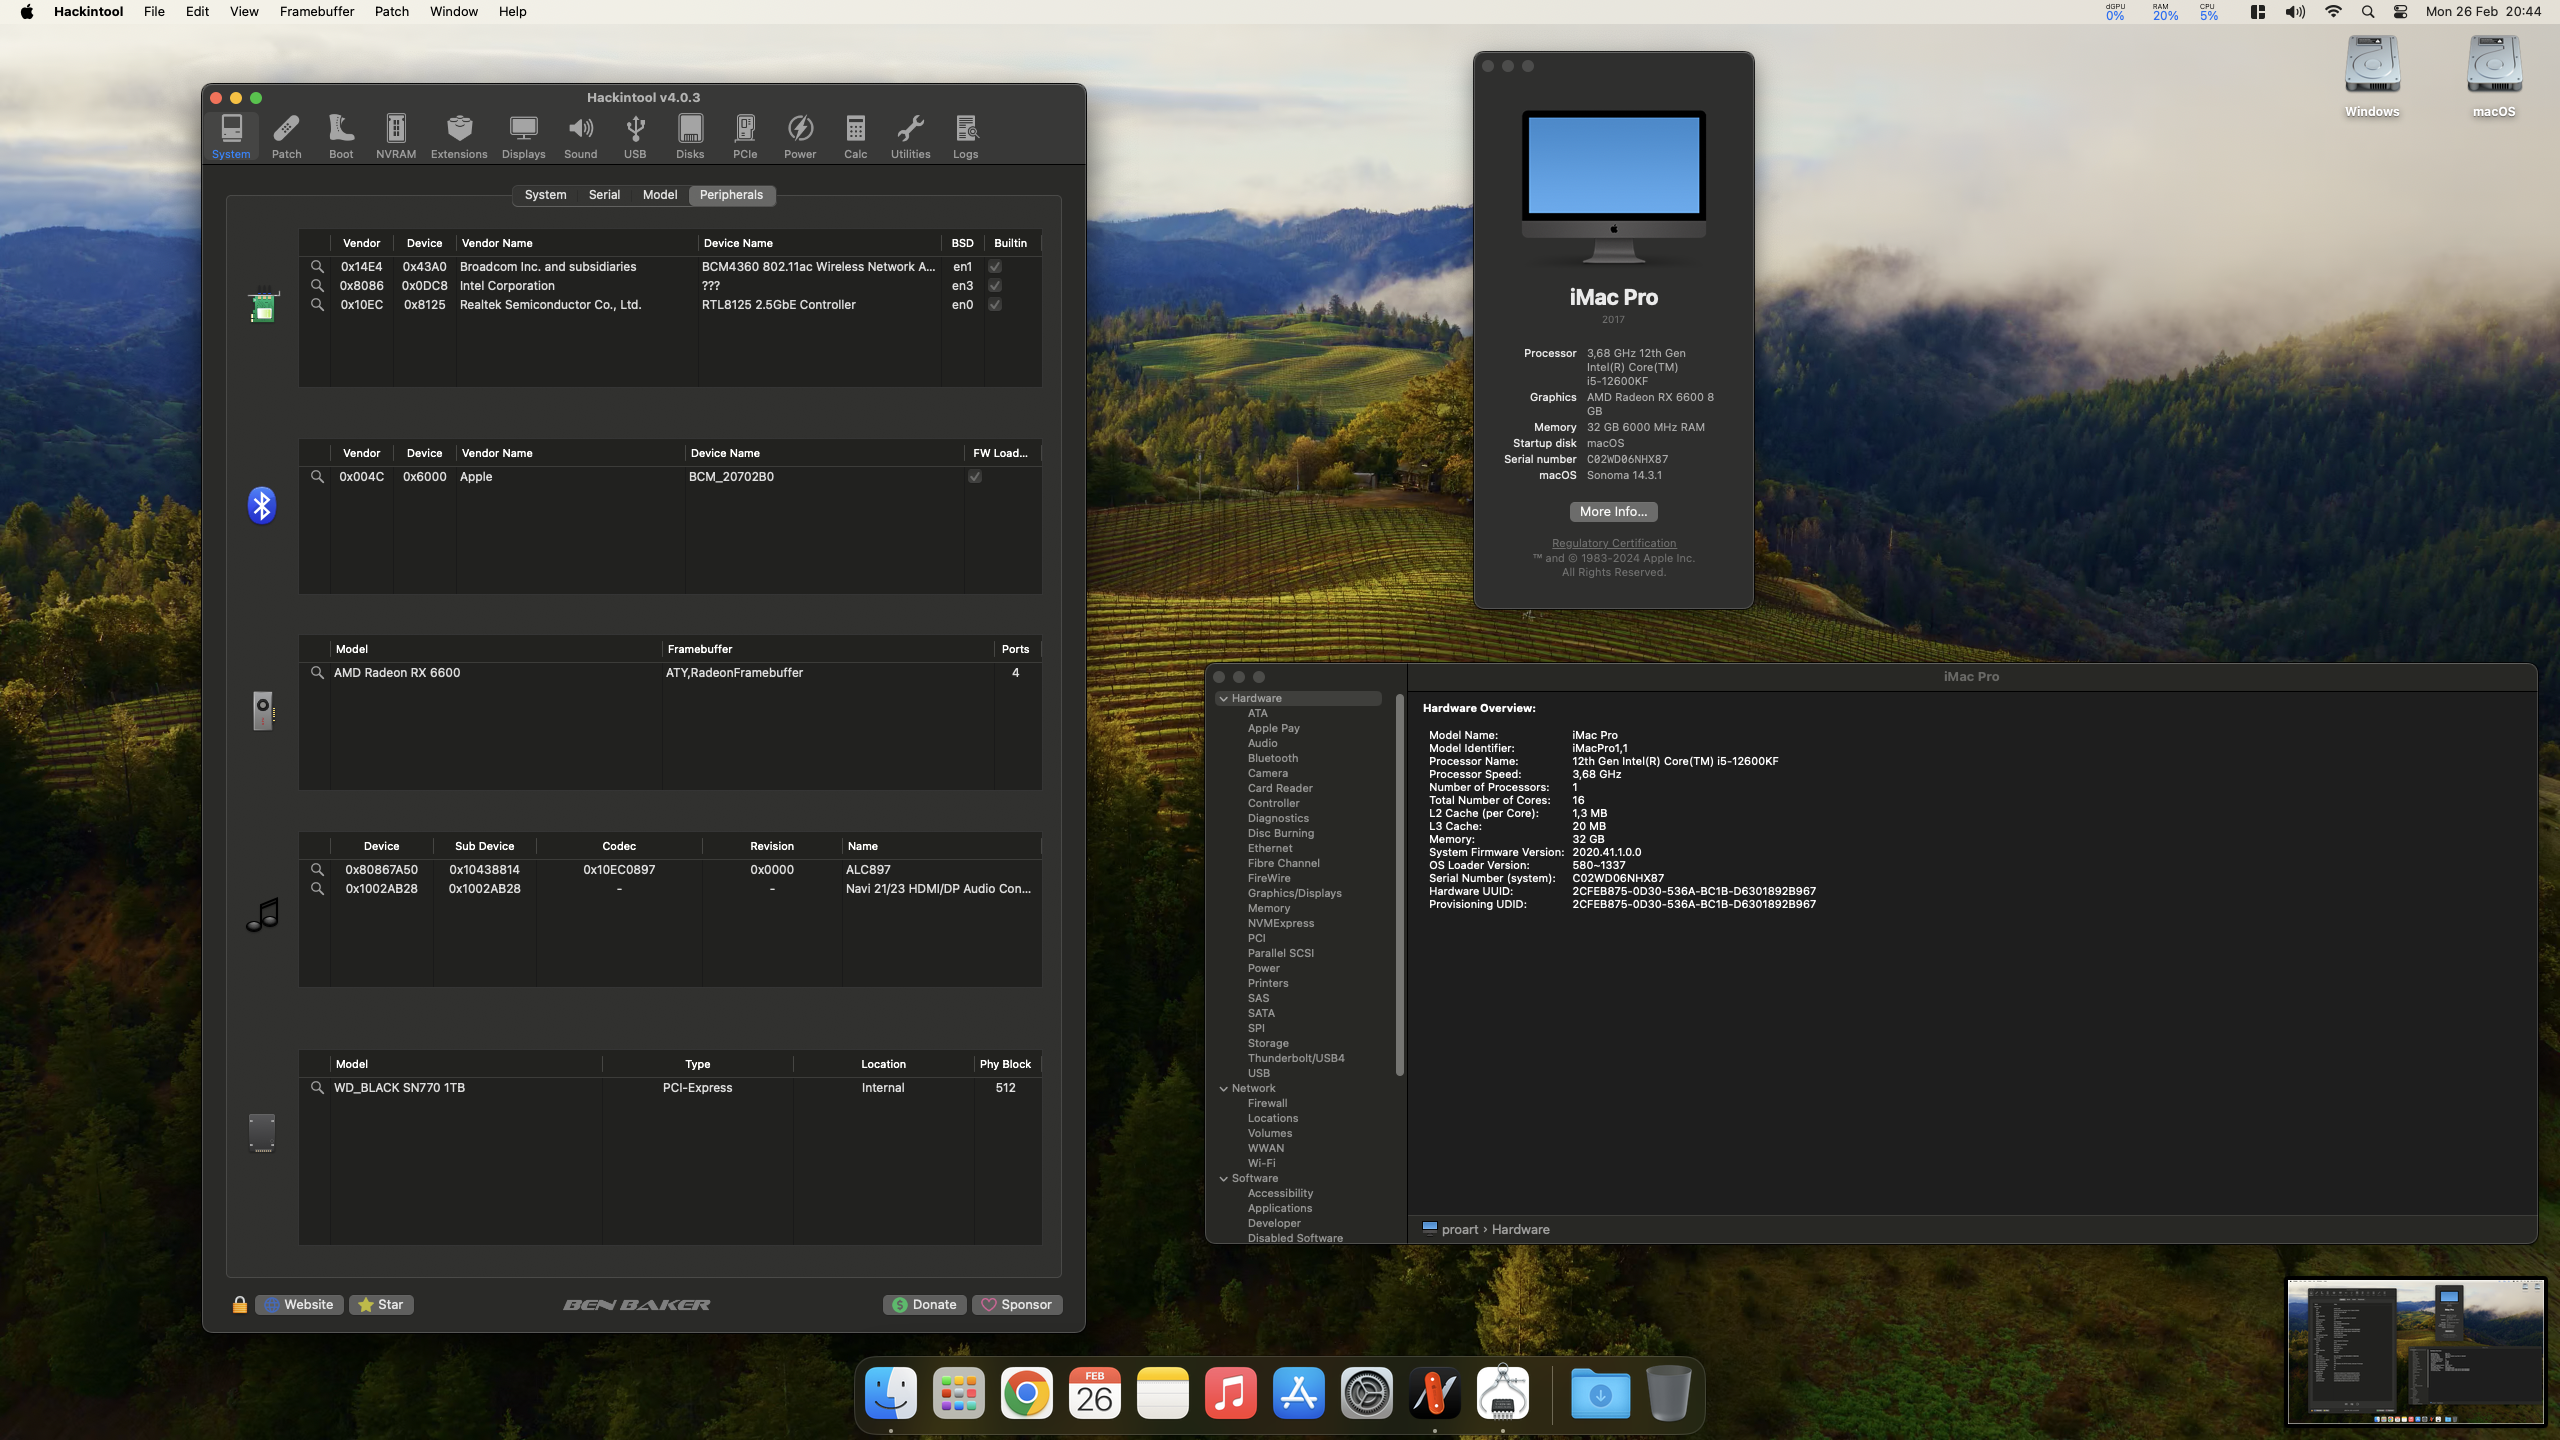 Hackintool File Edit View Framebuffer Patch Window Help
dGPU 0% RAM 20% CPU 5% Mon 26 Feb 20:44
Windows macOS
Hackintool v4.0.3
System Patch Boot NVRAM Extensions Displays Sound USB Disks PCIe Power Calc Utilities Logs
System Serial Model Peripherals
Vendor Device Vendor Name Device Name BSD Builtin
0x14E4 0x43A0 Broadcom Inc. and subsidiaries BCM4360 802.11ac Wireless Network A... en1
0x8086 0x0DC8 Intel Corporation ??? en3
0x10EC 0x8125 Realtek Semiconductor Co., Ltd. RTL8125 2.5GbE Controller en0
Vendor Device Vendor Name Device Name FW Load...
0x004C 0x6000 Apple BCM_20702B0
Model Framebuffer Ports
AMD Radeon RX 6600 ATY,RadeonFramebuffer 4
Device Sub Device Codec Revision Name
0x80867A50 0x10438814 0x10EC0897 0x0000 ALC897
0x1002AB28 0x1002AB28 - - Navi 21/23 HDMI/DP Audio Con...
Model Type Location Phy Block
WD_BLACK SN770 1TB PCI-Express Internal 512
Website Star BEN BAKER Donate Sponsor
iMac Pro
2017
Processor 3,68 GHz 12th Gen
Intel(R) Core(TM)
i5-12600KF
Graphics AMD Radeon RX 6600 8
GB
Memory 32 GB 6000 MHz RAM
Startup disk macOS
Serial number C02WD06NHX87
macOS Sonoma 14.3.1
More Info...
Regulatory Certification
™ and © 1983-2024 Apple Inc.
All Rights Reserved.
iMac Pro
Hardware
ATA
Apple Pay
Audio
Bluetooth
Camera
Card Reader
Controller
Diagnostics
Disc Burning
Ethernet
Fibre Channel
FireWire
Graphics/Displays
Memory
NVMExpress
PCI
Parallel SCSI
Power
Printers
SAS
SATA
SPI
Storage
Thunderbolt/USB4
USB
Network
Firewall
Locations
Volumes
WWAN
Wi-Fi
Software
Accessibility
Applications
Developer
Disabled Software
Hardware Overview:
Model Name: iMac Pro
Model Identifier: iMacPro1,1
Processor Name: 12th Gen Intel(R) Core(TM) i5-12600KF
Processor Speed: 3,68 GHz
Number of Processors: 1
Total Number of Cores: 16
L2 Cache (per Core): 1,3 MB
L3 Cache: 20 MB
Memory: 32 GB
System Firmware Version: 2020.41.1.0.0
OS Loader Version: 580~1337
Serial Number (system): C02WD06NHX87
Hardware UUID: 2CFEB875-0D30-536A-BC1B-D6301892B967
Provisioning UDID: 2CFEB875-0D30-536A-BC1B-D6301892B967
proart › Hardware
FEB
26